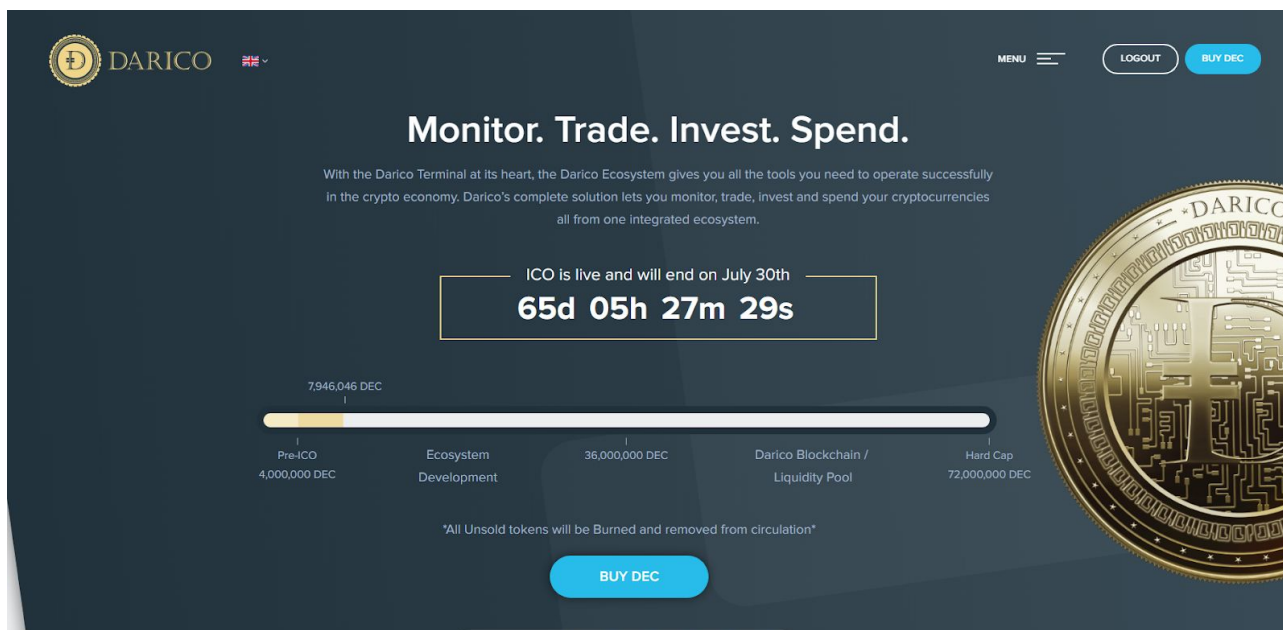 DARICO
MENU
LOGOUT
BUY DEC
Monitor. Trade. Invest. Spend.
With the Darico Terminal at its heart, the Darico Ecosystem gives you all the tools you need to operate successfully
in the crypto economy. Darico's complete solution lets you monitor, trade, invest and spend your cryptocurrencies
all from one integrated ecosystem.
DARICO
ICO is live and will end on July 30th
65d 05h 27m 29s
7,946,046 DEC
Pre-ICO
4,000,000 DEC
Ecosystem
Development
36,000,000 DEC
Darico Blockchain /
Liquidity Pool
Hard Cap
72,000,000 DEC
*All Unsold tokens will be Burned and removed from circulation*
BUY DEC